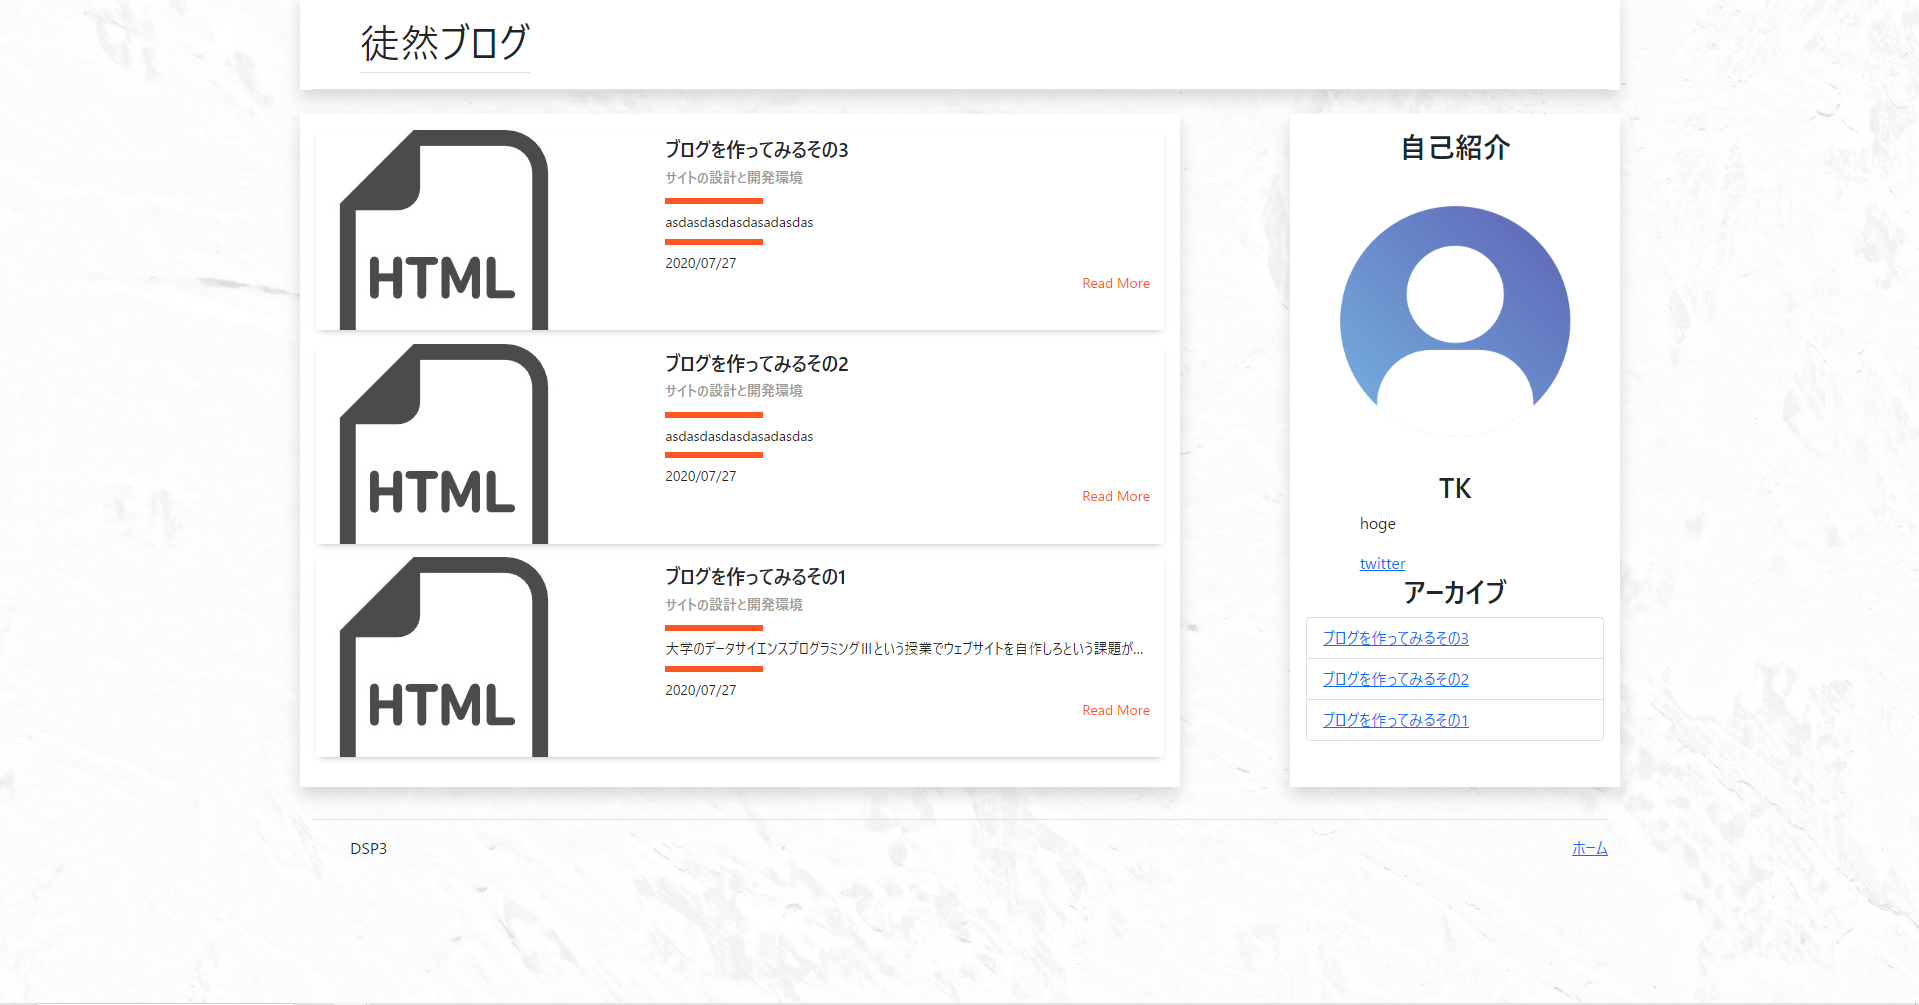 徒然ブログ
HTML
ブログを作ってみるその3
サイトの設計と開発環境
asdasdasdasdasadasdas
2020/07/27
Read More
HTML
ブログを作ってみるその2
サイトの設計と開発環境
asdasdasdasdasadasdas
2020/07/27
Read More
HTML
ブログを作ってみるその1
サイトの設計と開発環境
大学のデータサイエンスプログラミングⅢという授業でウェブサイトを自作しろという課題が...
2020/07/27
Read More
自己紹介
TK
hoge
twitter
アーカイブ
ブログを作ってみるその3
ブログを作ってみるその2
ブログを作ってみるその1
DSP3
ホーム